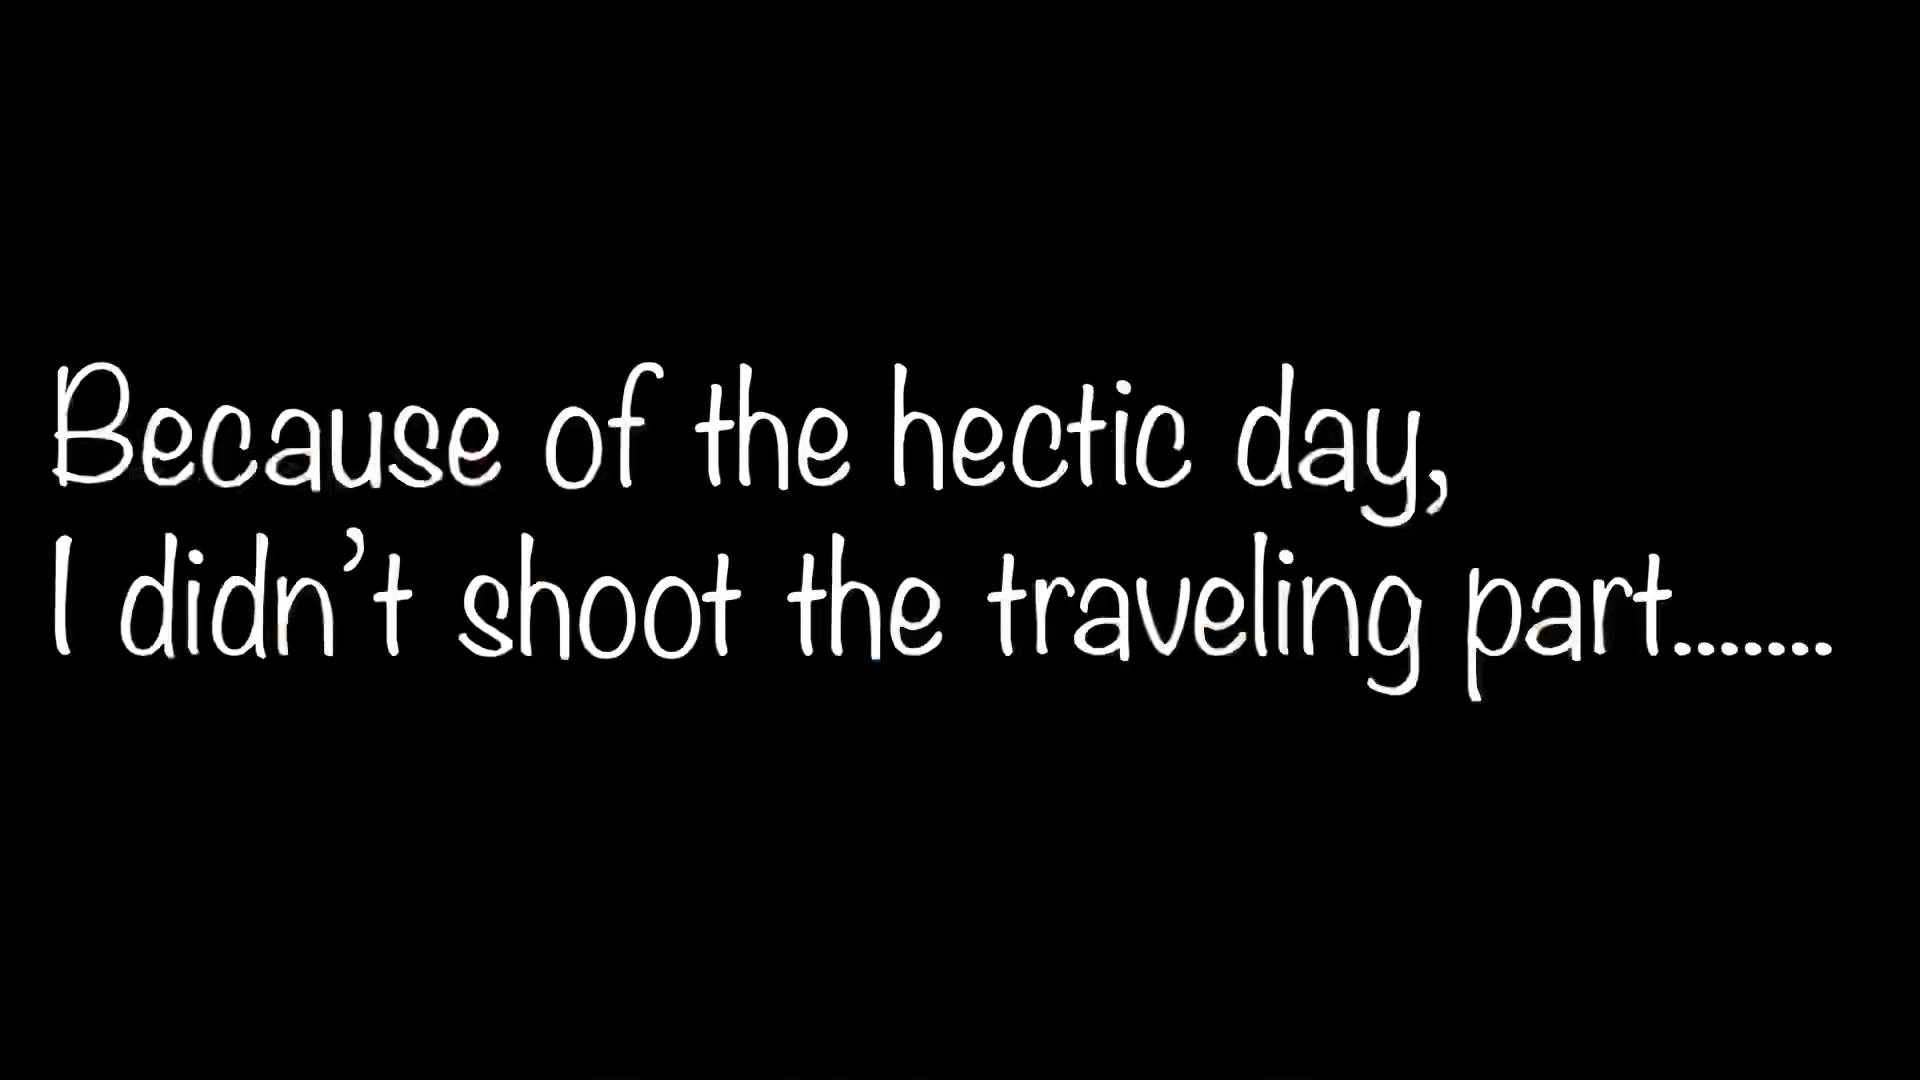 Because of the hectic day,
I didn’t shoot the traveling part.......